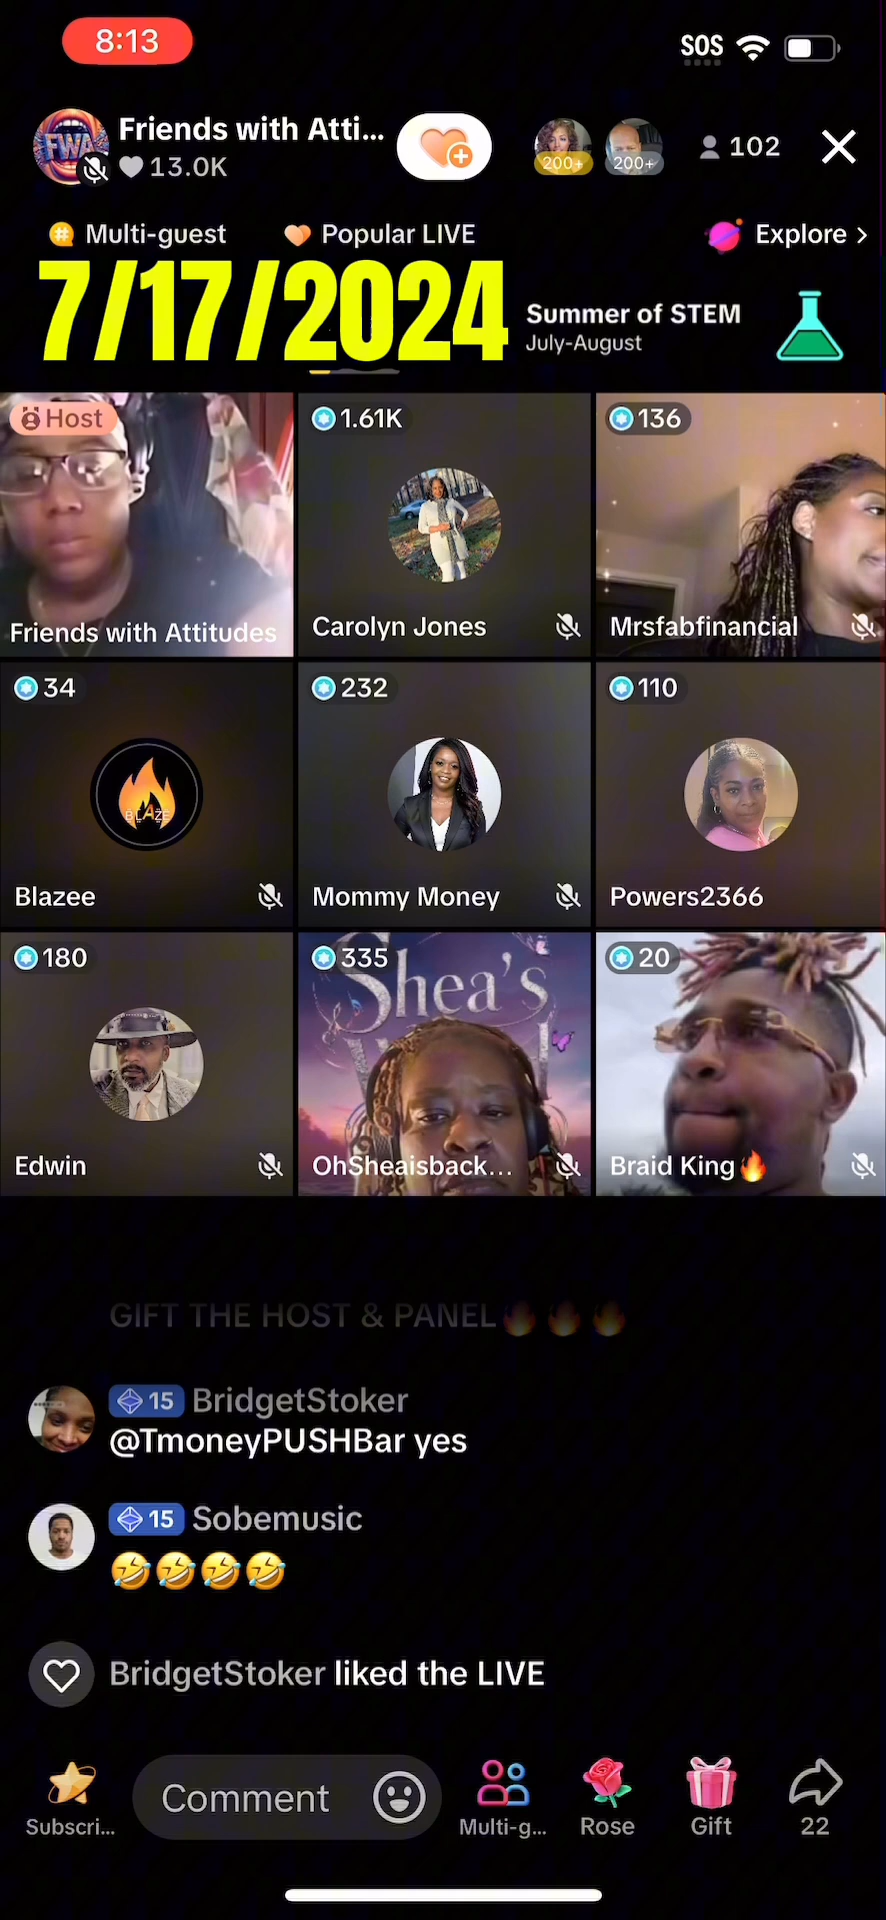 8:13
SOS
FWA
Friends with Atti...
13.0K
200+
200+
102
Multi-guest
Popular LIVE
Explore >
7/17/2024
Summer of STEM
July-August
Host
Friends with Attitudes
1.61K
Carolyn Jones
136
Mrsfabfinancial
34
BLAZE
Blazee
232
Mommy Money
110
Powers2366
180
Edwin
335
Shea's
OhSheaisback...
20
Braid King🔥
GIFT THE HOST & PANEL🔥🔥🔥
15 BridgetStoker
@TmoneyPUSHBar yes
15 Sobemusic
🤣🤣🤣🤣
BridgetStoker liked the LIVE
Subscri...
Comment
Multi-g...
Rose
Gift
22